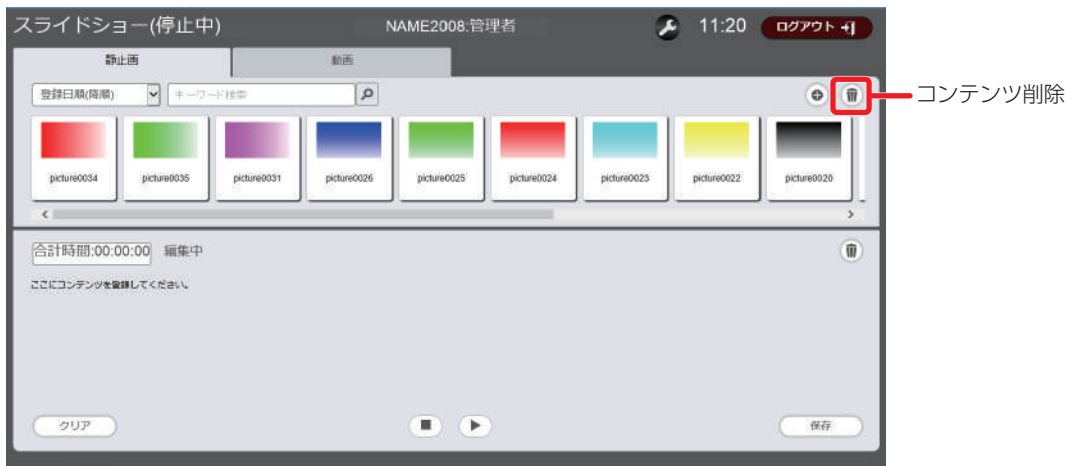 スライドショー(停止中) NAME2008:管理者 11:20 ログアウト
静止画 動画
登録日順(降順) キーワード検索
コンテンツ削除
picture0034 picture0035 picture0031 picture0026 picture0025 picture0024 picture0023 picture0022 picture0020
合計時間:00:00:00 編集中
ここにコンテンツを登録してください。
クリア 保存